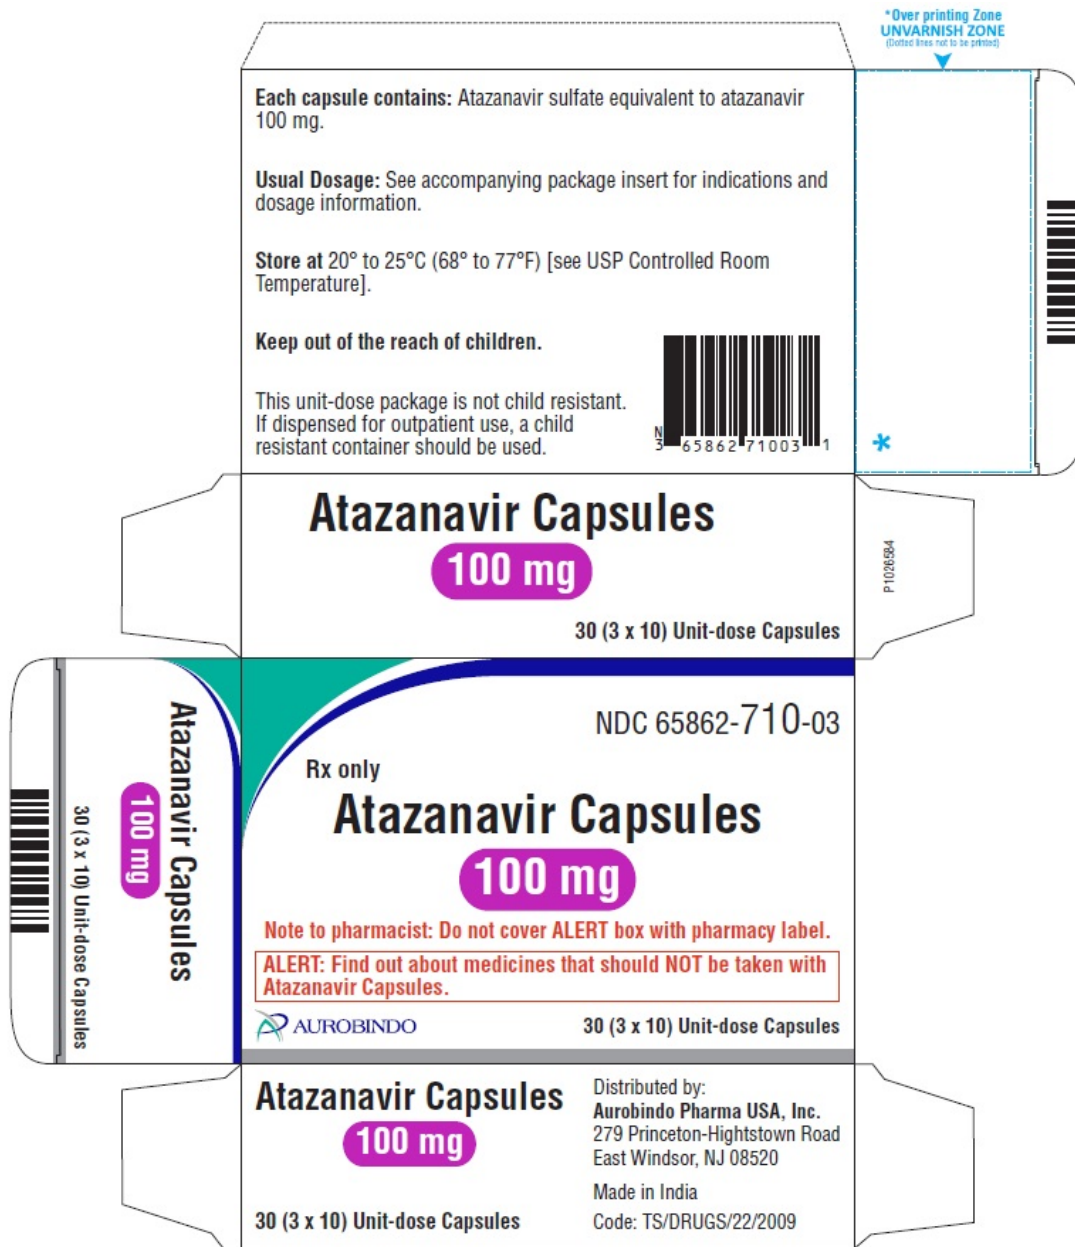 *Over printing Zone
UNVARNISH ZONE
(Dotted lines not to be printed)
Each capsule contains: Atazanavir sulfate equivalent to atazanavir
100 mg.
Usual Dosage: See accompanying package insert for indications and
dosage information.
Store at 20° to 25°C (68° to 77°F) [see USP Controlled Room
Temperature].
Keep out of the reach of children.
This unit-dose package is not child resistant.
If dispensed for outpatient use, a child
resistant container should be used.
N
3 65862 71003 1
*
Atazanavir Capsules
100 mg
30 (3 x 10) Unit-dose Capsules
P1026584
Atazanavir Capsules
100 mg
30 (3 x 10) Unit-dose Capsules
NDC 65862-710-03
Rx only
Atazanavir Capsules
100 mg
Note to pharmacist: Do not cover ALERT box with pharmacy label.
ALERT: Find out about medicines that should NOT be taken with
Atazanavir Capsules.
AUROBINDO
30 (3 x 10) Unit-dose Capsules
Atazanavir Capsules
100 mg
30 (3 x 10) Unit-dose Capsules
Distributed by:
Aurobindo Pharma USA, Inc.
279 Princeton-Hightstown Road
East Windsor, NJ 08520
Made in India
Code: TS/DRUGS/22/2009